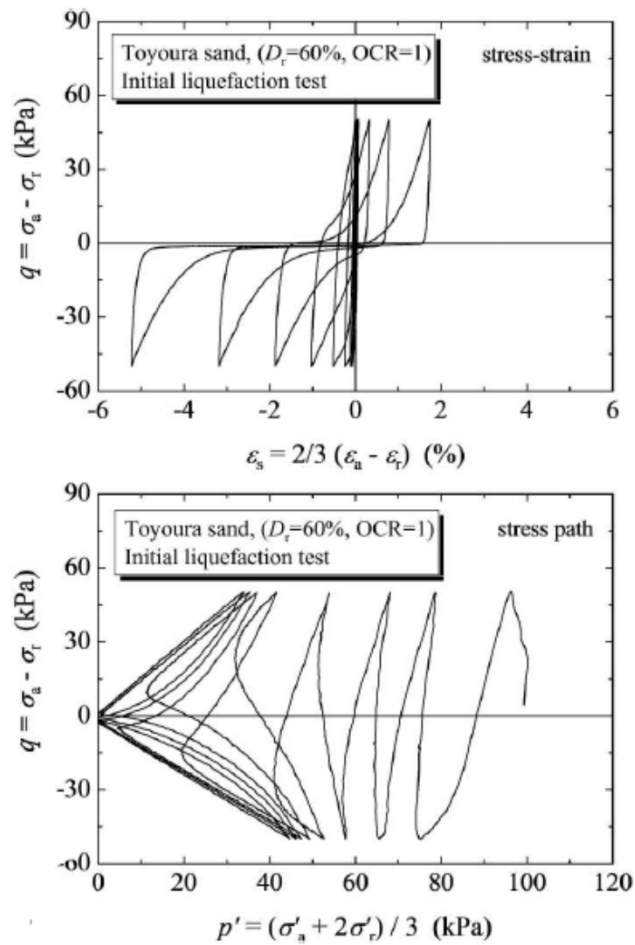 90
60
30
0
-30
-60
Toyoura sand, (Dr=60%, OCR=1)
Initial liquefaction test
stress-strain
q = σa - σr (kPa)
-6 -4 -2 0 2 4 6
εs = 2/3 (εa - εr) (%)
90
60
30
0
-30
-60
Toyoura sand, (Dr=60%, OCR=1)
Initial liquefaction test
stress path
q = σa - σr (kPa)
0 20 40 60 80 100 120
p' = (σ'a + 2σ'r) / 3 (kPa)